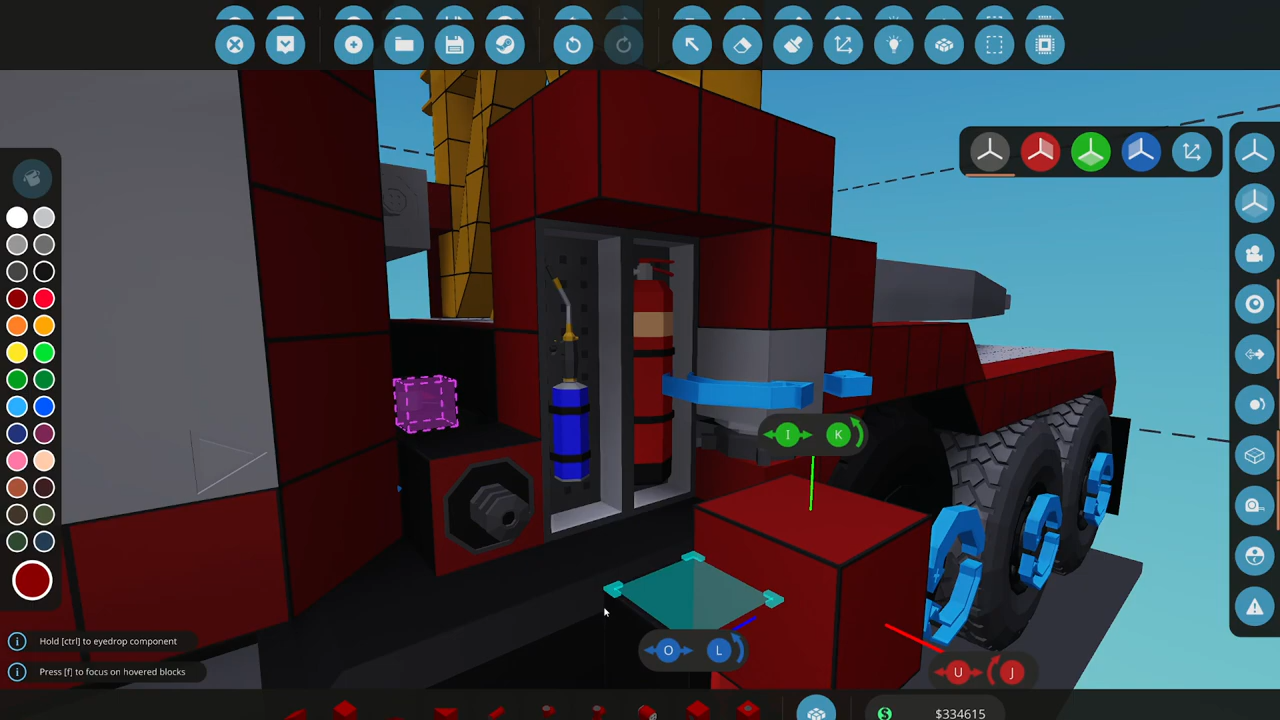 I
K
O
L
U
J
Hold [ctrl] to eyedrop component
Press [f] to focus on hovered blocks
$334615